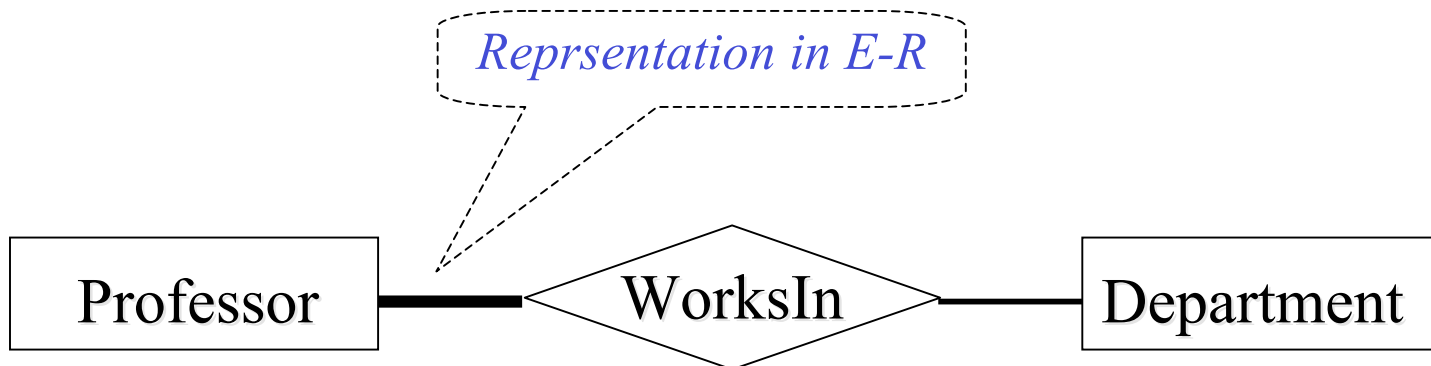 Reprsentation in E-R
Professor
WorksIn
Department